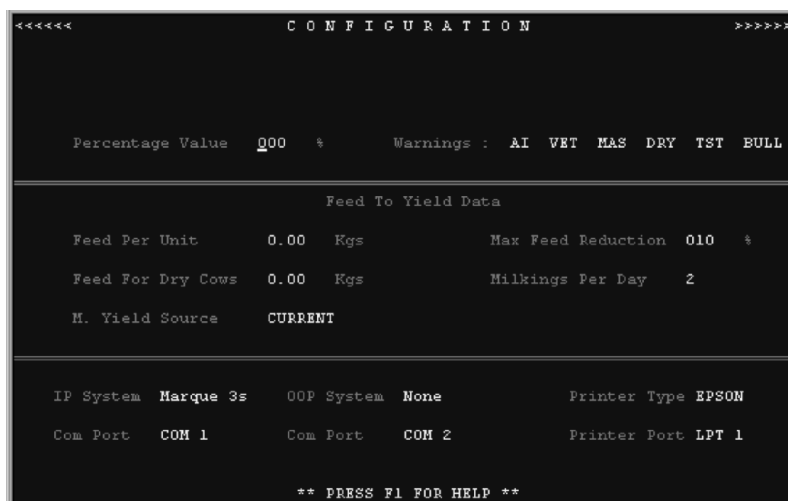 <<<<<< C O N F I G U R A T I O N >>>>>>
Percentage Value 000 % Warnings : AI VET MAS DRY TST BULL
Feed To Yield Data
Feed Per Unit 0.00 Kgs Max Feed Reduction 010 %
Feed For Dry Cows 0.00 Kgs Milkings Per Day 2
M. Yield Source CURRENT
IP System Marque 3s OOP System None Printer Type EPSON
Com Port COM 1 Com Port COM 2 Printer Port LPT 1
** PRESS F1 FOR HELP **